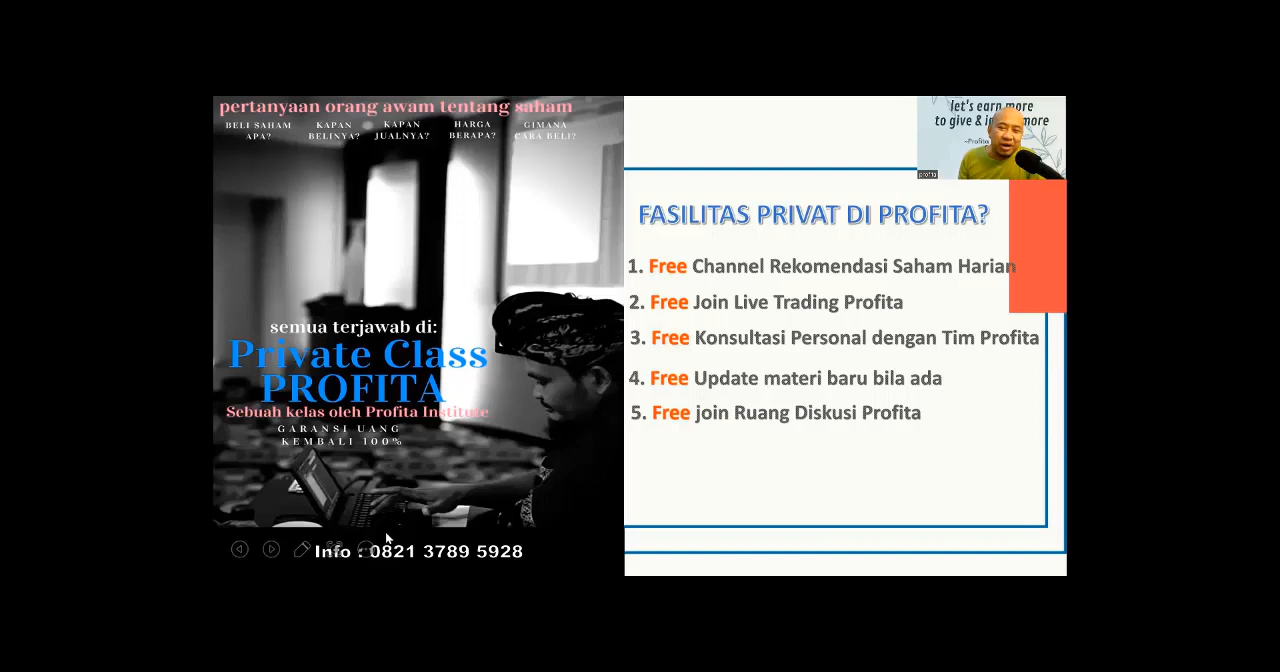 pertanyaan orang awam tentang saham
BELI SAHAM APA?
KAPAN BELINYA?
KAPAN JUALNYA?
HARGA BERAPA?
GIMANA CARA BELI?
semua terjawab di:
Private Class
PROFITA
Sebuah kelas oleh Profita Institute
GARANSI UANG
KEMBALI 100%
Info : 0821 3789 5928
let's earn more
to give & more
~Profita
profita
FASILITAS PRIVAT DI PROFITA?
1. Free Channel Rekomendasi Saham Harian
2. Free Join Live Trading Profita
3. Free Konsultasi Personal dengan Tim Profita
4. Free Update materi baru bila ada
5. Free join Ruang Diskusi Profita